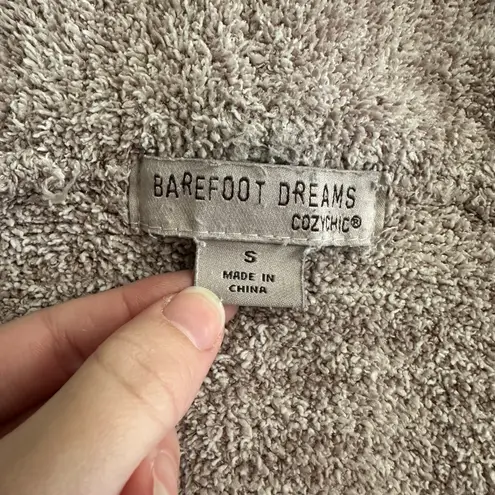 BAREFOOT DREAMS
COZYCHIC®
S
MADE IN
CHINA